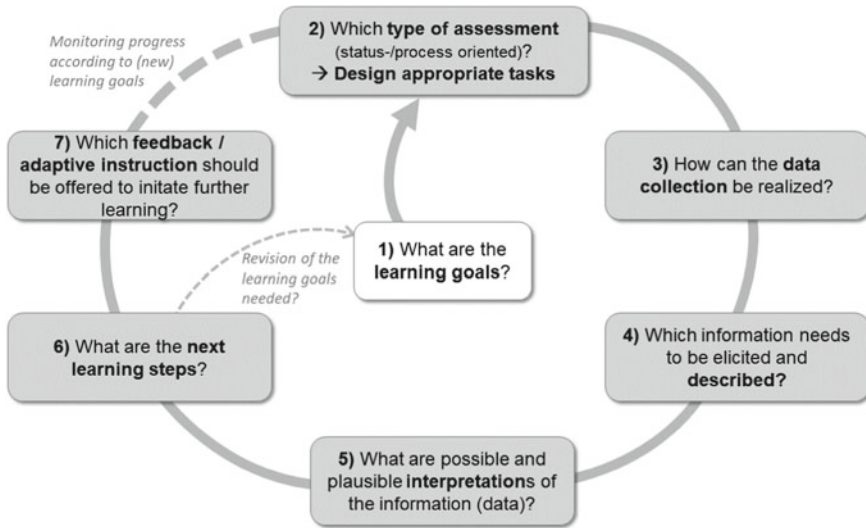 Monitoring progress
according to (new)
learning goals
2) Which type of assessment
(status-/process oriented)?
→ Design appropriate tasks
7) Which feedback /
adaptive instruction should
be offered to initate further
learning?
3) How can the data
collection be realized?
Revision of the
learning goals
needed?
1) What are the
learning goals?
6) What are the next
learning steps?
4) Which information needs
to be elicited and
described?
5) What are possible and
plausible interpretations of
the information (data)?